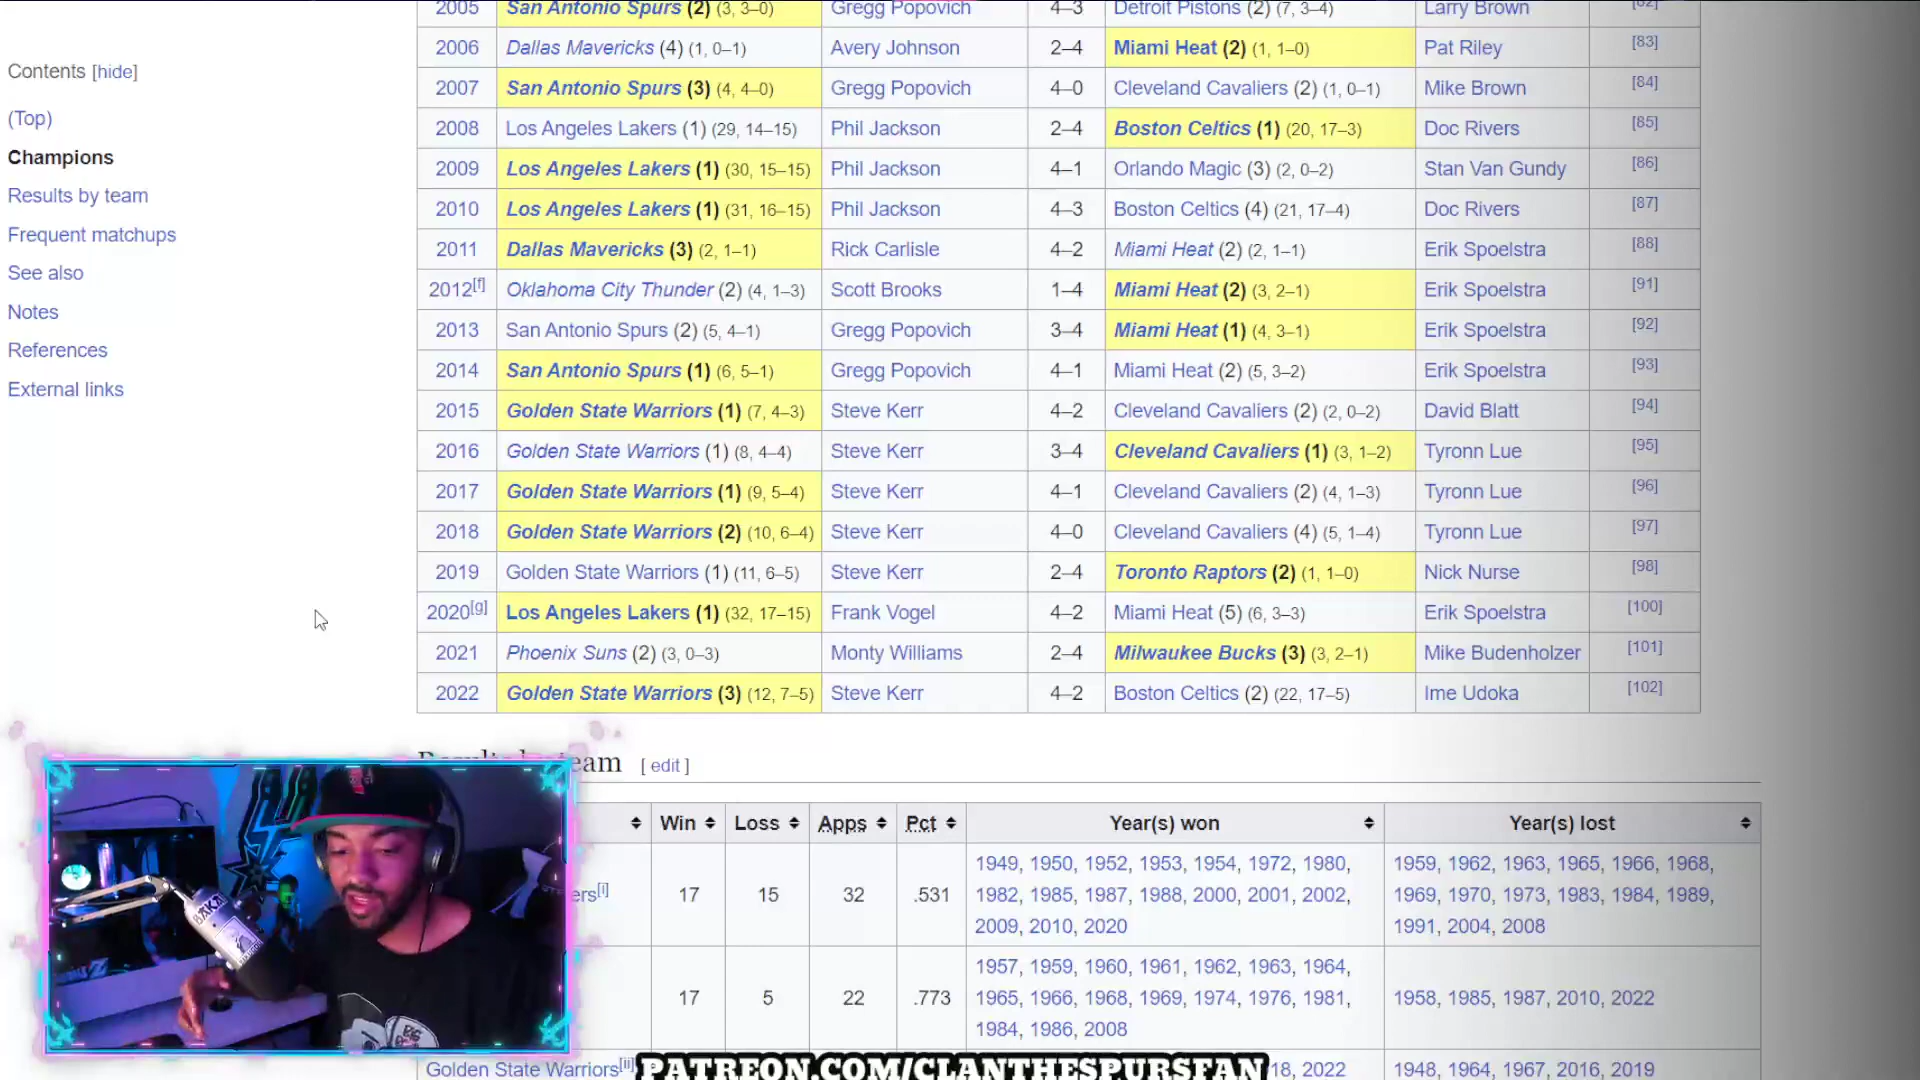 2005 San Antonio Spurs (2) (3, 3–0) Gregg Popovich 4–3 Detroit Pistons (2) (7, 3–4) Larry Brown [82]
2006 Dallas Mavericks (4) (1, 0–1) Avery Johnson 2–4 Miami Heat (2) (1, 1–0) Pat Riley [83]
Contents [hide]
2007 San Antonio Spurs (3) (4, 4–0) Gregg Popovich 4–0 Cleveland Cavaliers (2) (1, 0–1) Mike Brown [84]
(Top)
2008 Los Angeles Lakers (1) (29, 14–15) Phil Jackson 2–4 Boston Celtics (1) (20, 17–3) Doc Rivers [85]
Champions
2009 Los Angeles Lakers (1) (30, 15–15) Phil Jackson 4–1 Orlando Magic (3) (2, 0–2) Stan Van Gundy [86]
Results by team
2010 Los Angeles Lakers (1) (31, 16–15) Phil Jackson 4–3 Boston Celtics (4) (21, 17–4) Doc Rivers [87]
Frequent matchups
2011 Dallas Mavericks (3) (2, 1–1) Rick Carlisle 4–2 Miami Heat (2) (2, 1–1) Erik Spoelstra [88]
See also
2012[f] Oklahoma City Thunder (2) (4, 1–3) Scott Brooks 1–4 Miami Heat (2) (3, 2–1) Erik Spoelstra [91]
Notes
2013 San Antonio Spurs (2) (5, 4–1) Gregg Popovich 3–4 Miami Heat (1) (4, 3–1) Erik Spoelstra [92]
References
2014 San Antonio Spurs (1) (6, 5–1) Gregg Popovich 4–1 Miami Heat (2) (5, 3–2) Erik Spoelstra [93]
External links
2015 Golden State Warriors (1) (7, 4–3) Steve Kerr 4–2 Cleveland Cavaliers (2) (2, 0–2) David Blatt [94]
2016 Golden State Warriors (1) (8, 4–4) Steve Kerr 3–4 Cleveland Cavaliers (1) (3, 1–2) Tyronn Lue [95]
2017 Golden State Warriors (1) (9, 5–4) Steve Kerr 4–1 Cleveland Cavaliers (2) (4, 1–3) Tyronn Lue [96]
2018 Golden State Warriors (2) (10, 6–4) Steve Kerr 4–0 Cleveland Cavaliers (4) (5, 1–4) Tyronn Lue [97]
2019 Golden State Warriors (1) (11, 6–5) Steve Kerr 2–4 Toronto Raptors (2) (1, 1–0) Nick Nurse [98]
2020[g] Los Angeles Lakers (1) (32, 17–15) Frank Vogel 4–2 Miami Heat (5) (6, 3–3) Erik Spoelstra [100]
2021 Phoenix Suns (2) (3, 0–3) Monty Williams 2–4 Milwaukee Bucks (3) (3, 2–1) Mike Budenholzer [101]
2022 Golden State Warriors (3) (12, 7–5) Steve Kerr 4–2 Boston Celtics (2) (22, 17–5) Ime Udoka [102]
Results by team [ edit ]
Win Loss Apps Pct Year(s) won Year(s) lost
1949, 1950, 1952, 1953, 1954, 1972, 1980, 1959, 1962, 1963, 1965, 1966, 1968,
ers[i] 17 15 32 .531 1982, 1985, 1987, 1988, 2000, 2001, 2002, 1969, 1970, 1973, 1983, 1984, 1989,
2009, 2010, 2020 1991, 2004, 2008
1957, 1959, 1960, 1961, 1962, 1963, 1964,
17 5 22 .773 1965, 1966, 1968, 1969, 1974, 1976, 1981, 1958, 1985, 1987, 2010, 2022
1984, 1986, 2008
Golden State Warriors[ii] 18, 2022 1948, 1964, 1967, 2016, 2019
PATREON.COM/CLANTHESPURSFAN